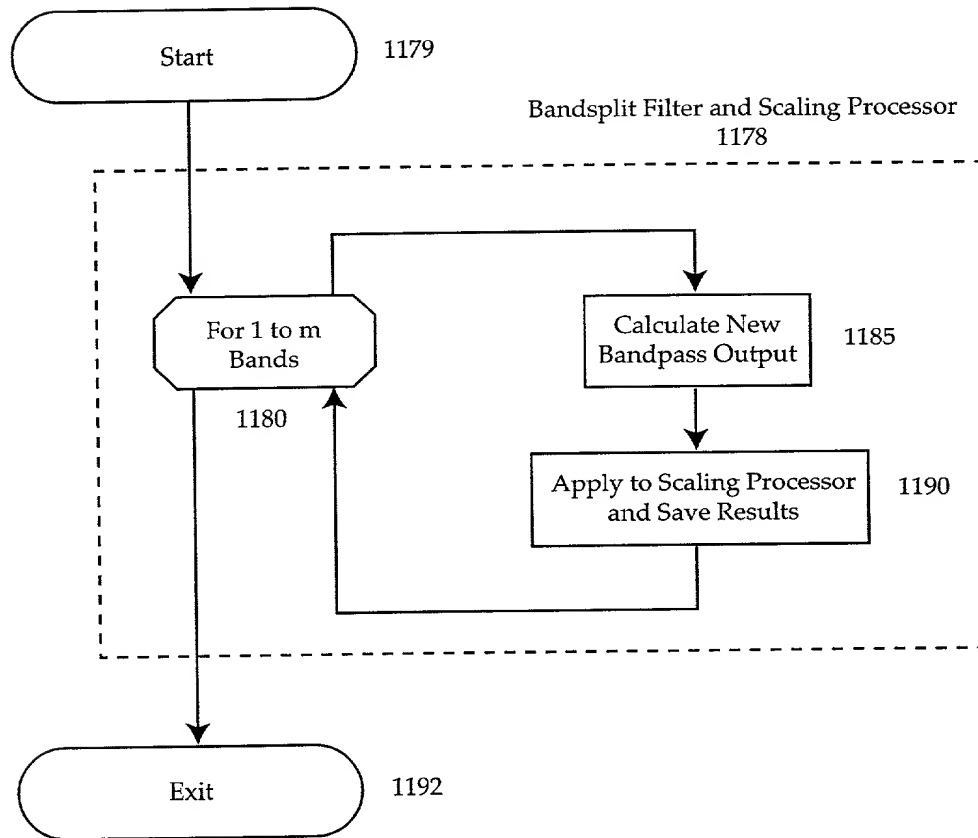 Start
1179
Bandsplit Filter and Scaling Processor
1178
For 1 to m
Bands
1180
Calculate New
Bandpass Output
1185
Apply to Scaling Processor
and Save Results
1190
Exit
1192